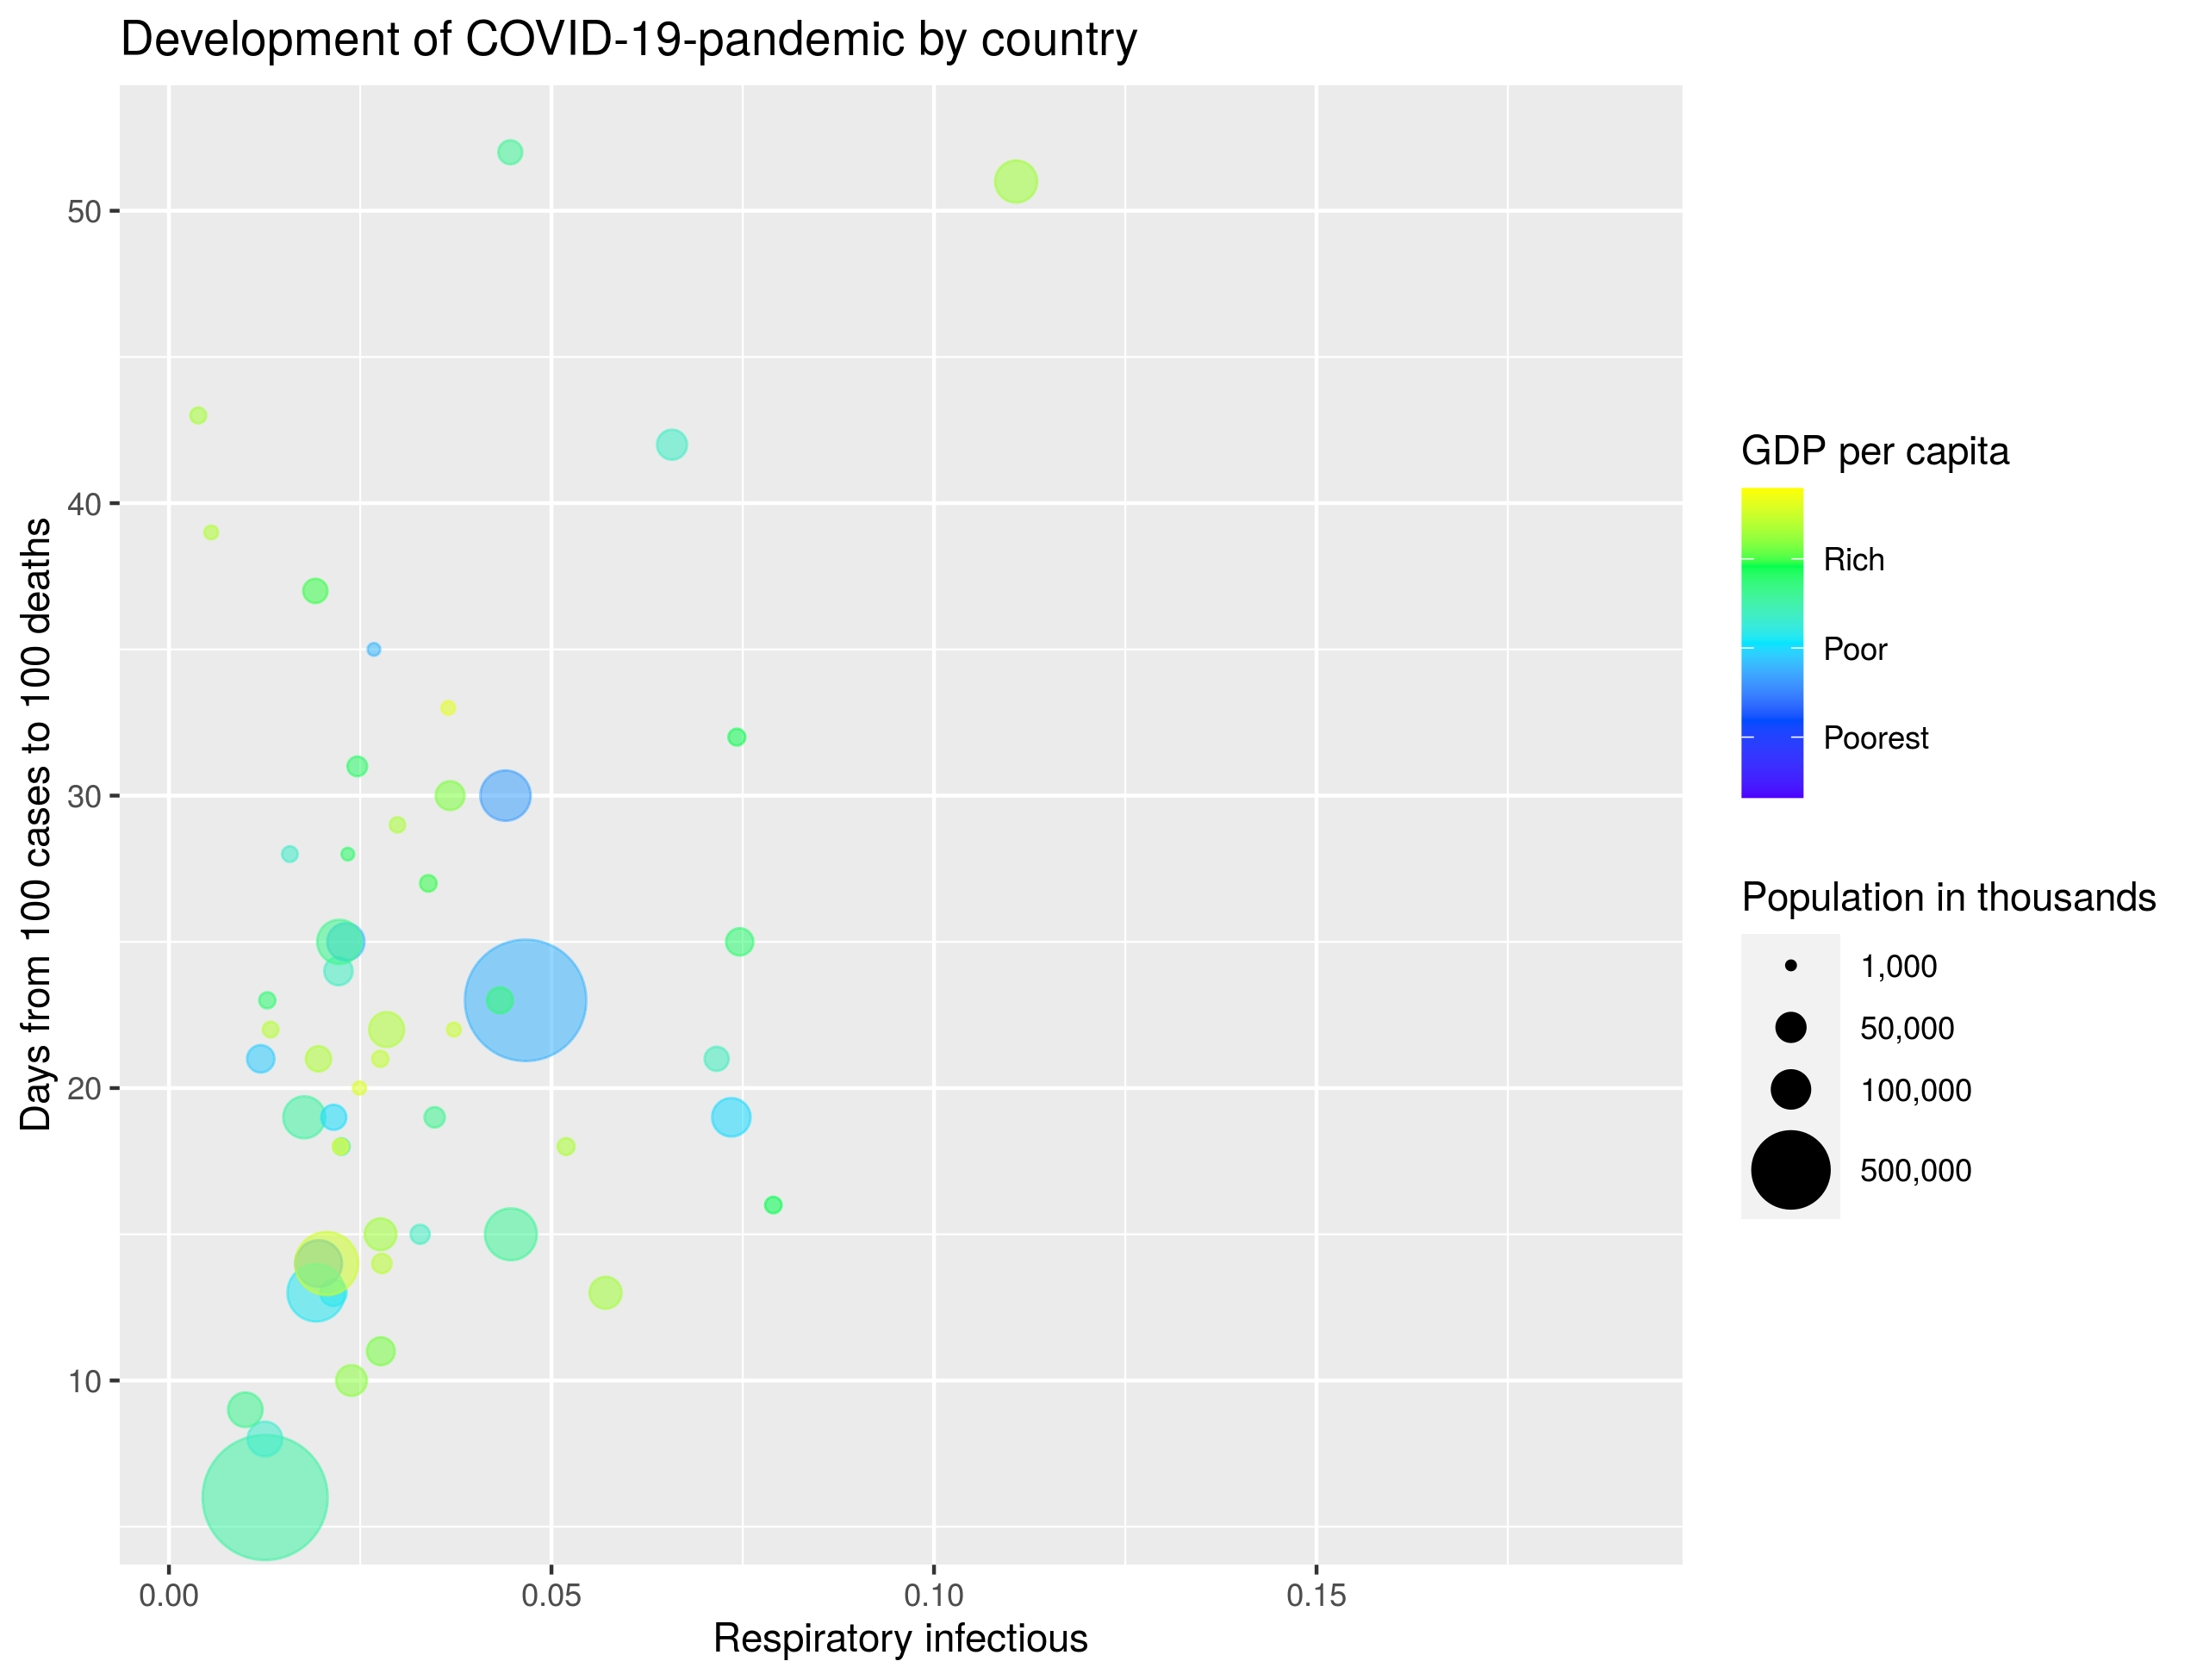 Development of COVID-19-pandemic by country
Days from 100 cases to 100 deaths
50
40
30
20
10
0.00
0.05
0.10
0.15
Respiratory infectious
GDP per capita
Rich
Poor
Poorest
Population in thousands
1,000
50,000
100,000
500,000